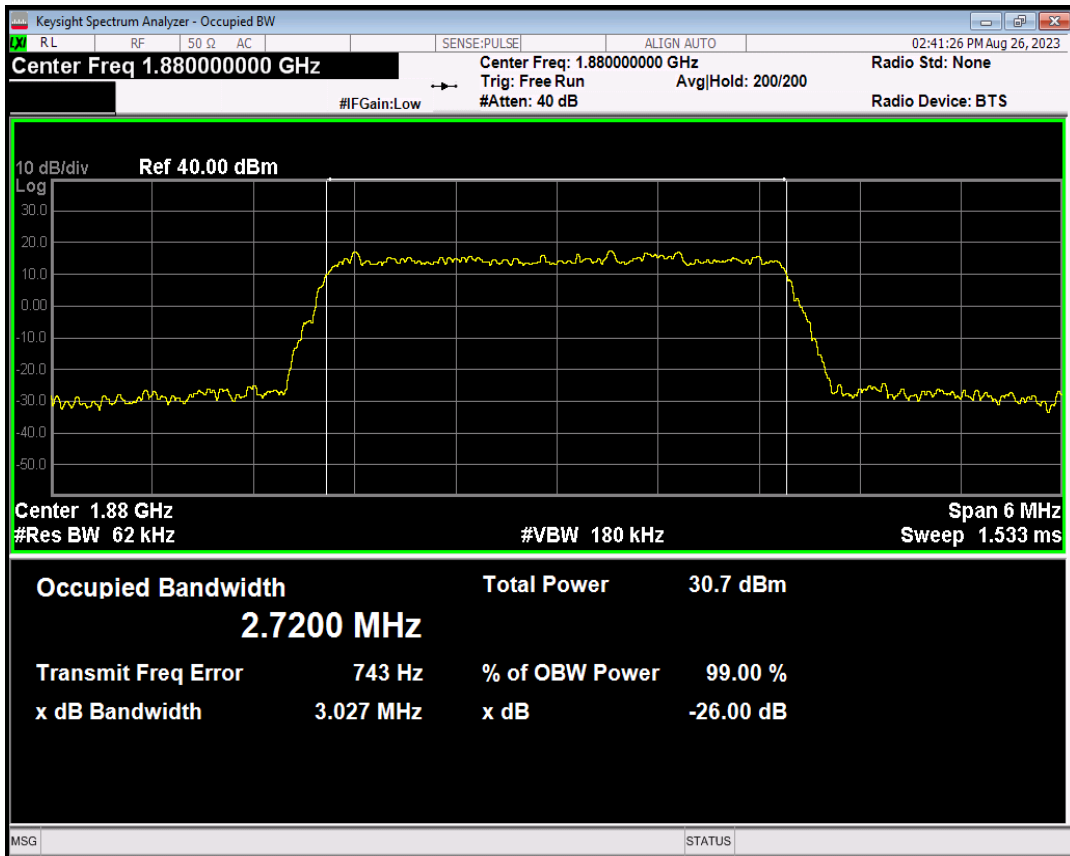 Keysight Spectrum Analyzer - Occupied BW
LXI RL RF 50 Ω AC SENSE:PULSE ALIGN AUTO 02:41:26 PM Aug 26, 2023
Center Freq 1.880000000 GHz Center Freq: 1.880000000 GHz Radio Std: None
Trig: Free Run Avg|Hold: 200/200
#IFGain:Low #Atten: 40 dB Radio Device: BTS
10 dB/div Ref 40.00 dBm
Log
30.0
20.0
10.0
0.00
-10.0
-20.0
-30.0
-40.0
-50.0
Center 1.88 GHz Span 6 MHz
#Res BW 62 kHz #VBW 180 kHz Sweep 1.533 ms
Occupied Bandwidth Total Power 30.7 dBm
2.7200 MHz
Transmit Freq Error 743 Hz % of OBW Power 99.00 %
x dB Bandwidth 3.027 MHz x dB -26.00 dB
MSG STATUS